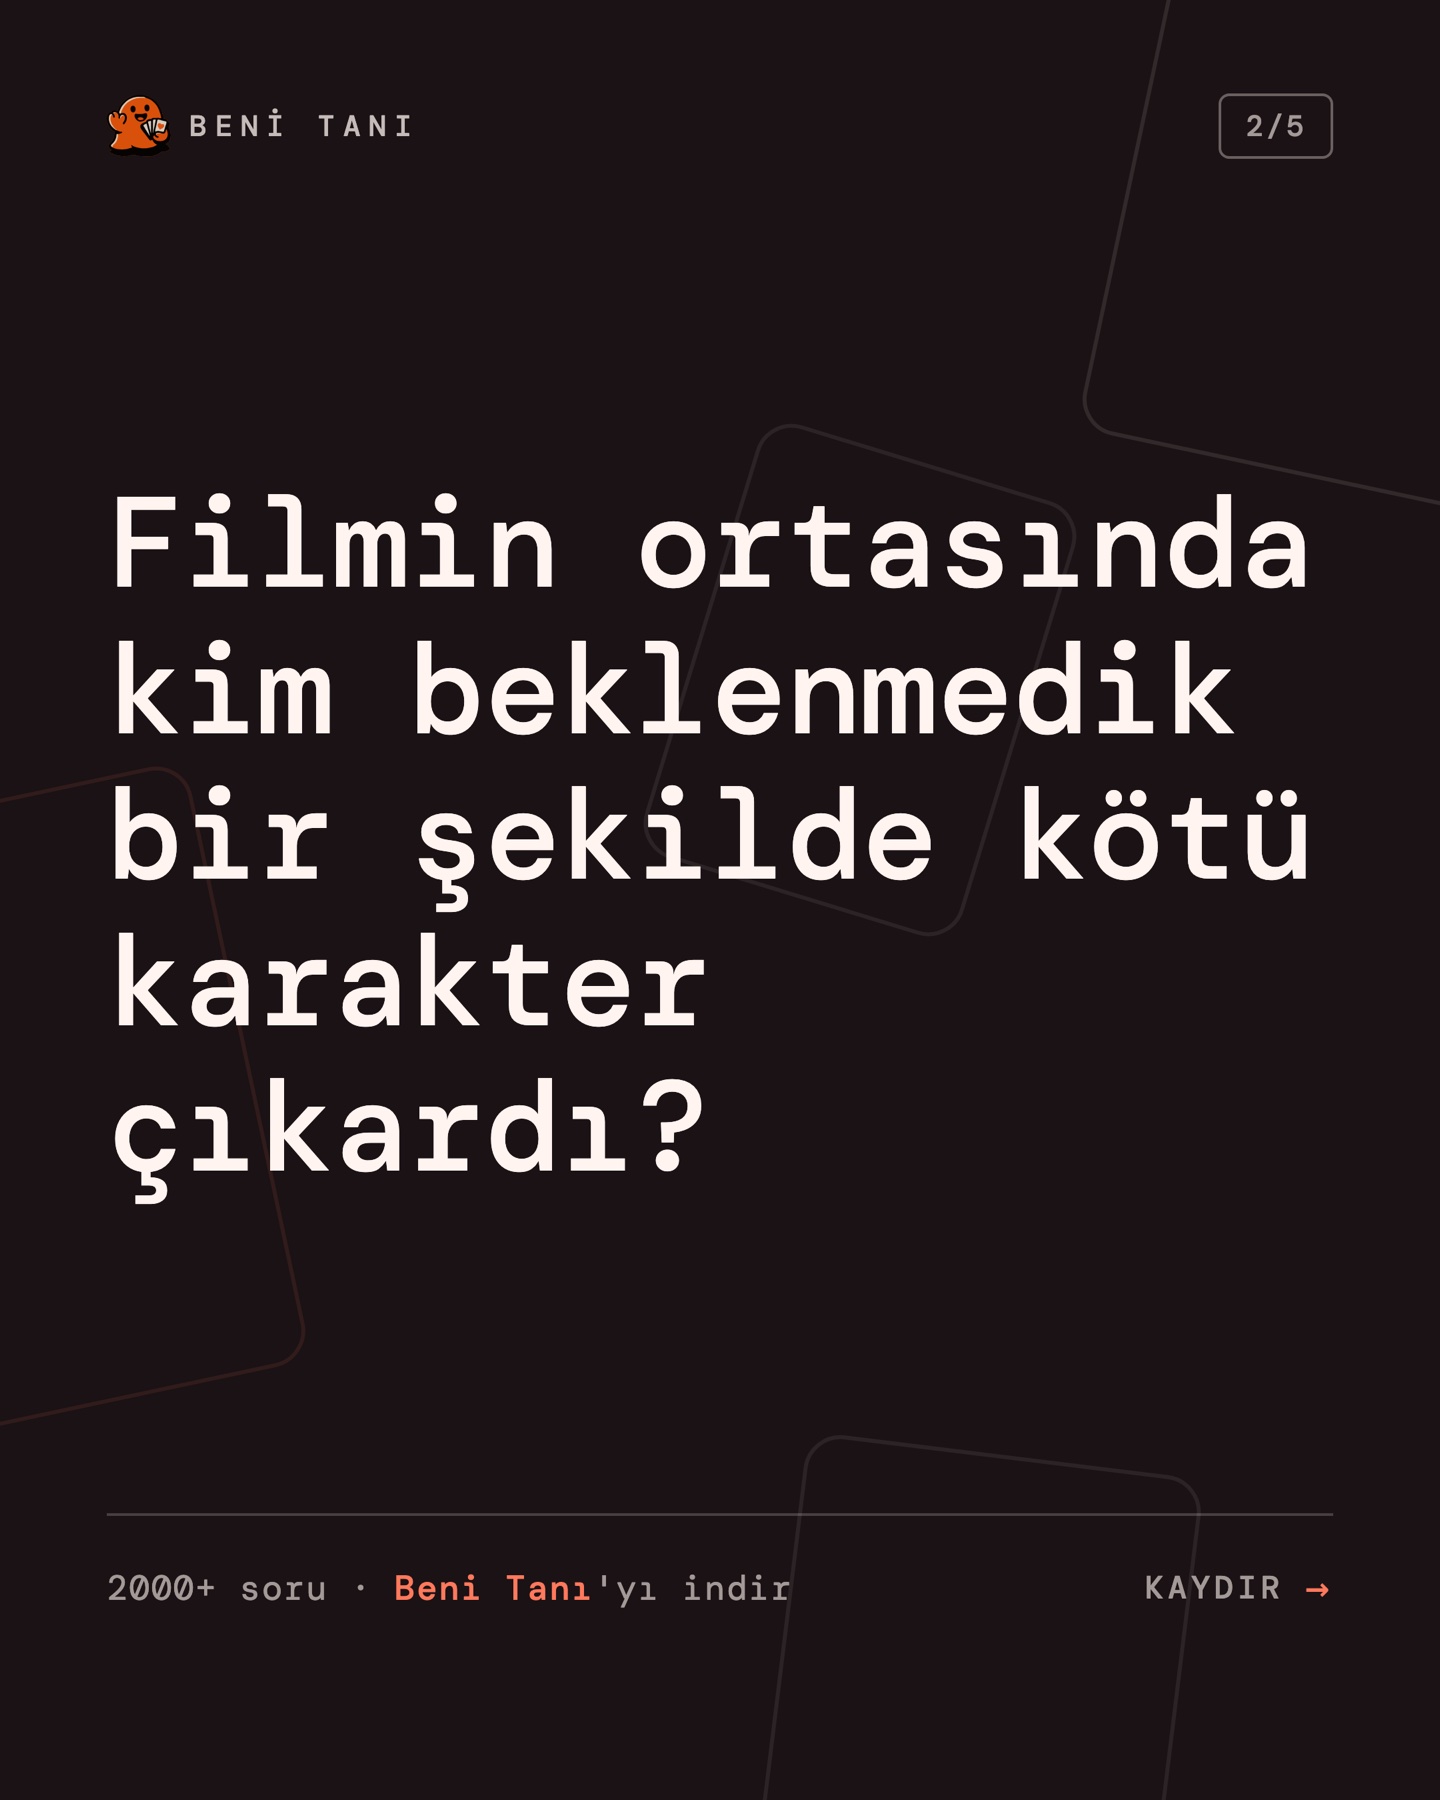 BENİ TANI
2/5
Filmin ortasında
kim beklenmedik
bir şekilde kötü
karakter
çıkardı?
2000+ soru · Beni Tanı'yı indir
KAYDIR →